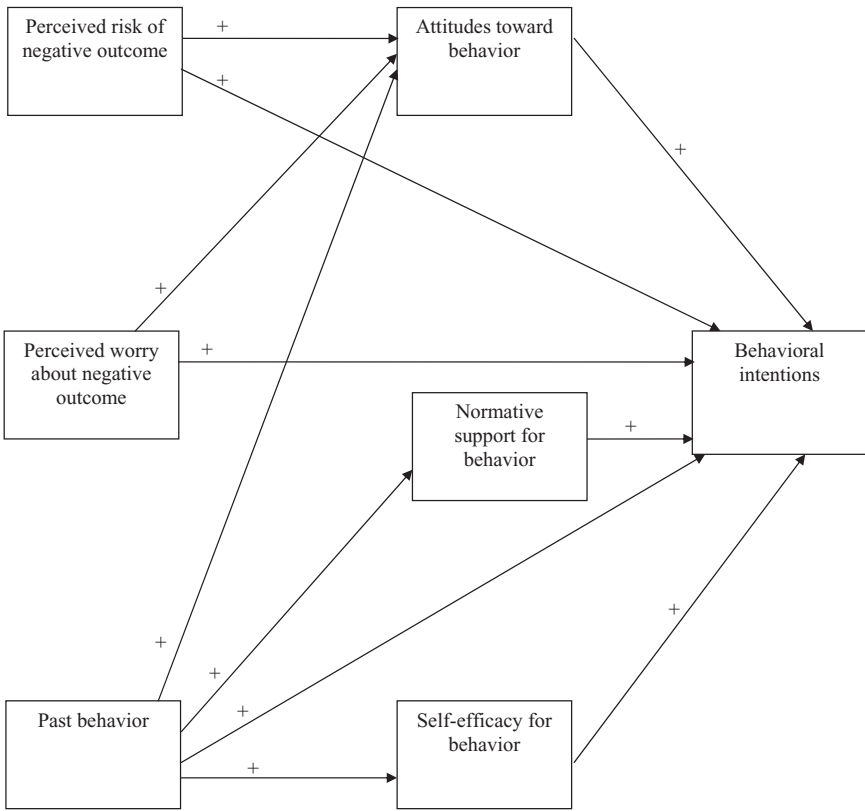 Perceived risk of
negative outcome
+
+
Attitudes toward
behavior
+
+
Perceived worry
about negative
outcome
+
Behavioral
intentions
Normative
support for
behavior
+
+
+
+
Past behavior
+
Self-efficacy for
behavior
+